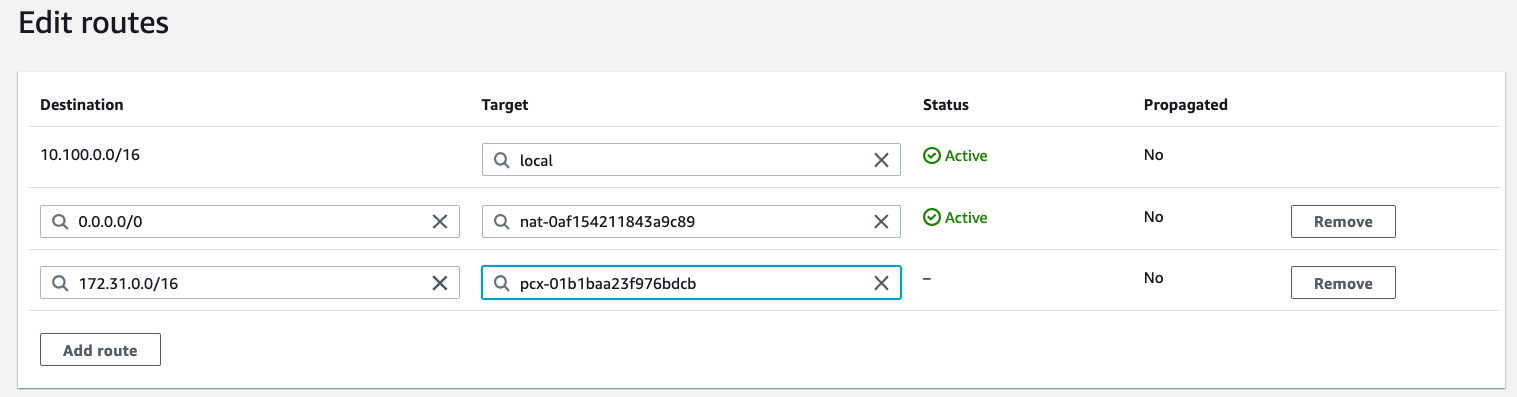 Edit routes
Destination Target Status Propagated
10.100.0.0/16 local Active No
0.0.0.0/0 nat-0af154211843a9c89 Active No Remove
172.31.0.0/16 pcx-01b1baa23f976bdcb – No Remove
Add route